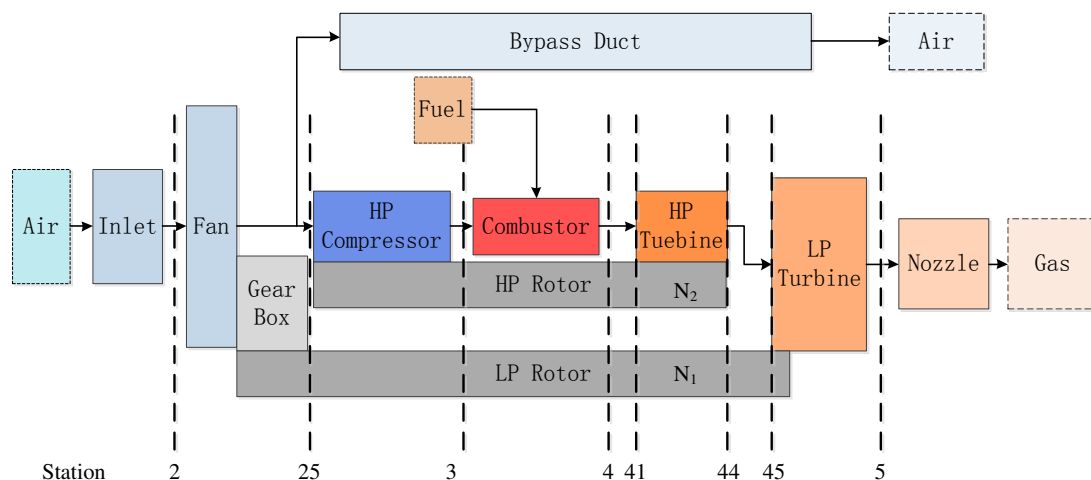 Bypass Duct
Air
Fuel
Air
Inlet
Fan
HP
Compressor
Combustor
HP
Tuebine
LP
Turbine
Nozzle
Gas
Gear
Box
HP Rotor
N₂
LP Rotor
N₁
Station
2
25
3
4
41
44
45
5